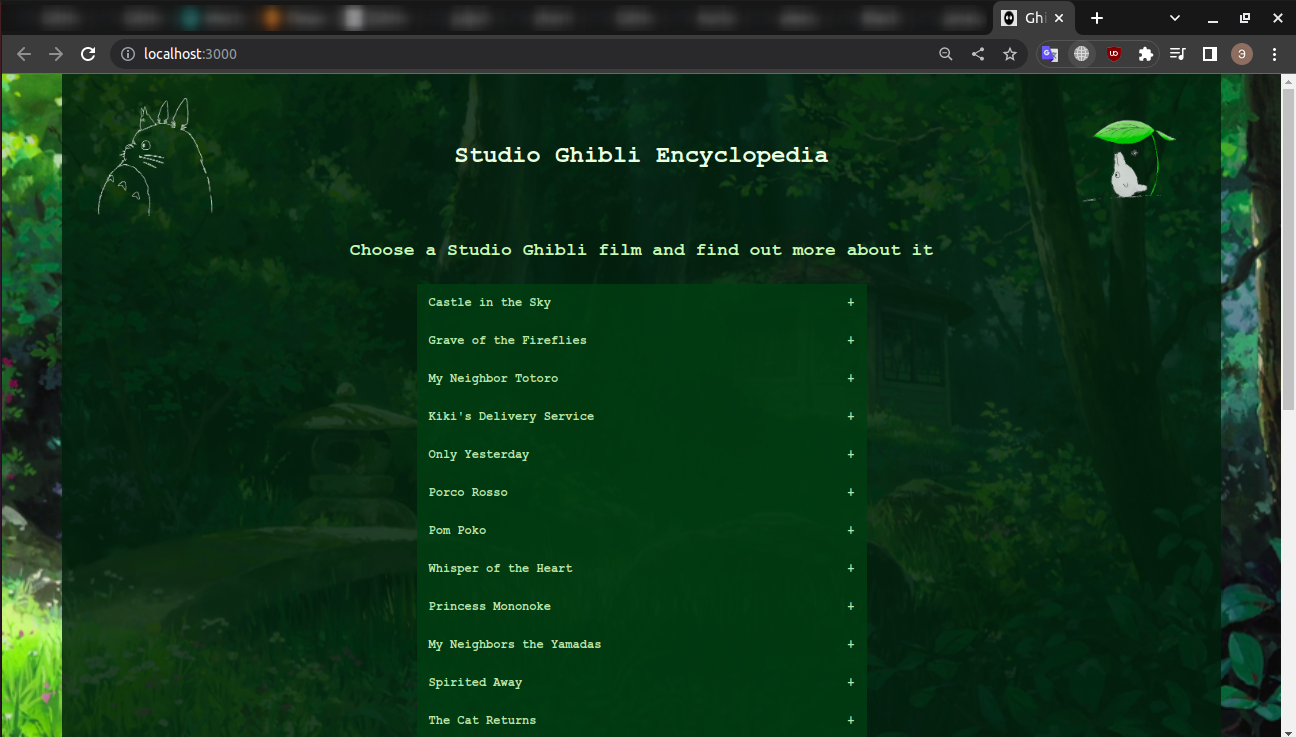 Ghi
localhost:3000
G
UD
3
Studio Ghibli Encyclopedia
Choose a Studio Ghibli film and find out more about it
Castle in the Sky +
Grave of the Fireflies +
My Neighbor Totoro +
Kiki's Delivery Service +
Only Yesterday +
Porco Rosso +
Pom Poko +
Whisper of the Heart +
Princess Mononoke +
My Neighbors the Yamadas +
Spirited Away +
The Cat Returns +